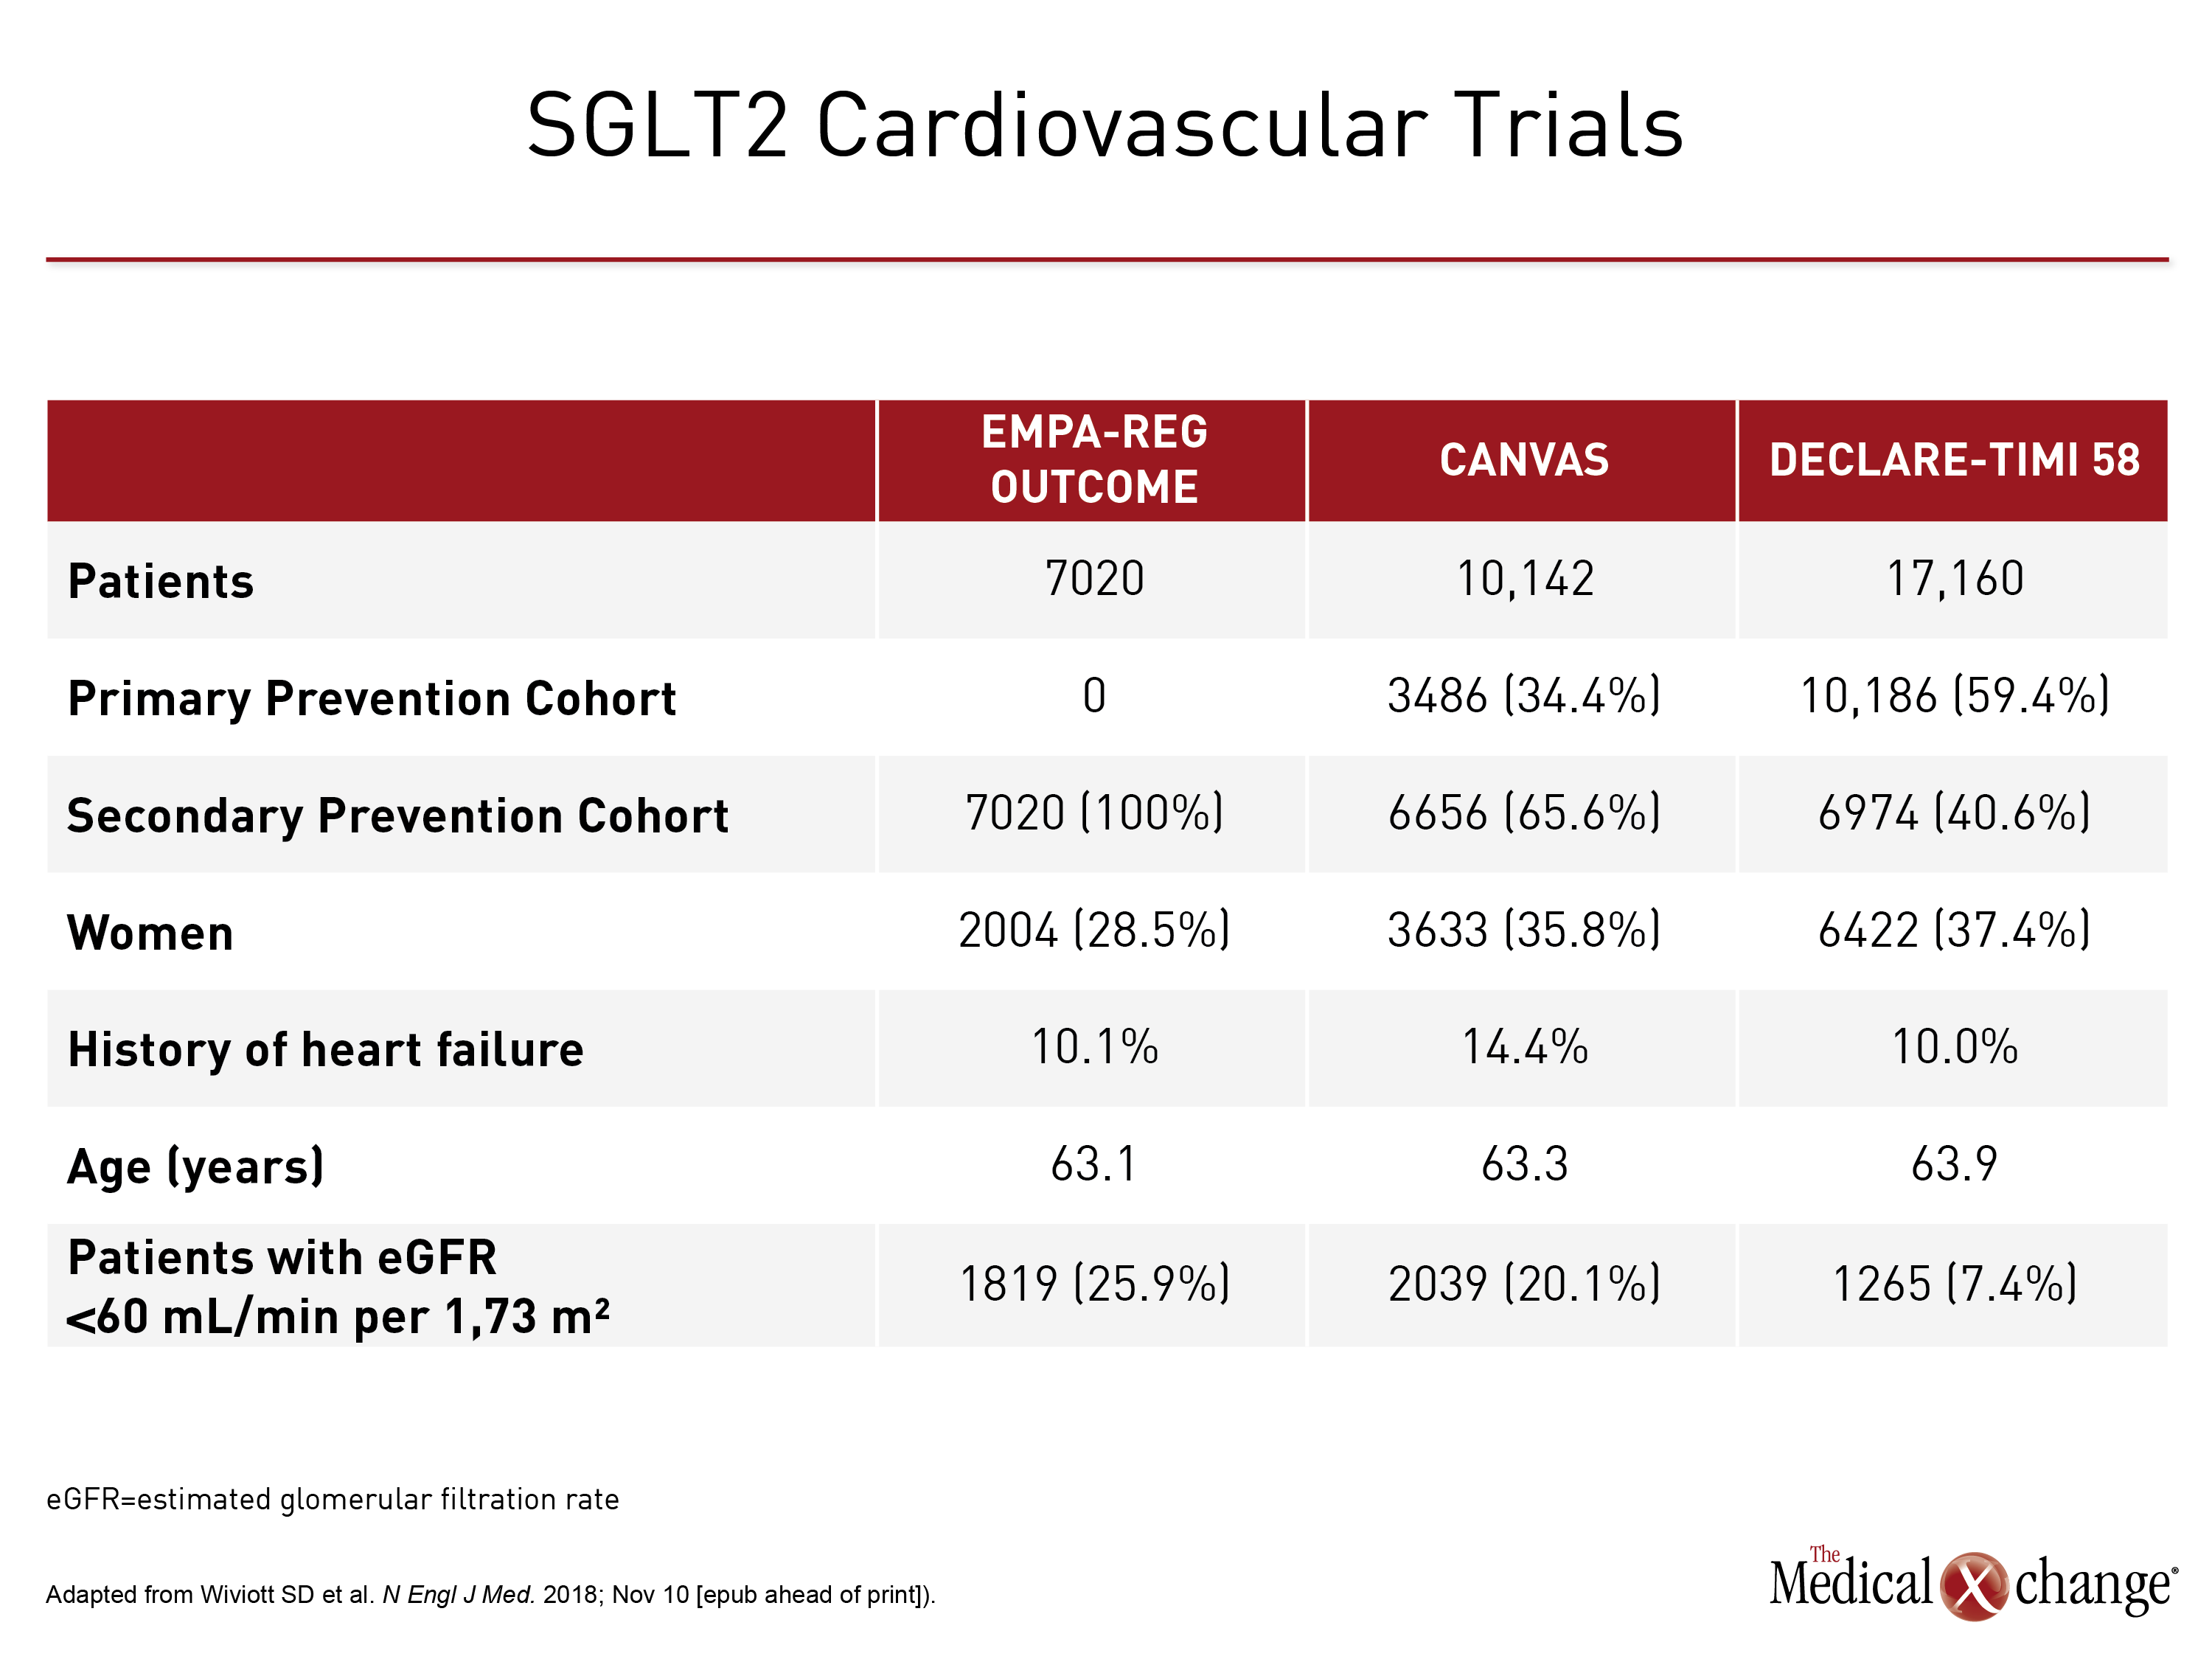 SGLT2 Cardiovascular Trials
EMPA-REG OUTCOME CANVAS DECLARE-TIMI 58
Patients 7020 10,142 17,160
Primary Prevention Cohort 0 3486 (34.4%) 10,186 (59.4%)
Secondary Prevention Cohort 7020 (100%) 6656 (65.6%) 6974 (40.6%)
Women 2004 (28.5%) 3633 (35.8%) 6422 (37.4%)
History of heart failure 10.1% 14.4% 10.0%
Age (years) 63.1 63.3 63.9
Patients with eGFR
<60 mL/min per 1,73 m² 1819 (25.9%) 2039 (20.1%) 1265 (7.4%)
eGFR=estimated glomerular filtration rate
Adapted from Wiviott SD et al. N Engl J Med. 2018; Nov 10 [epub ahead of print]).
The
Medical X change®